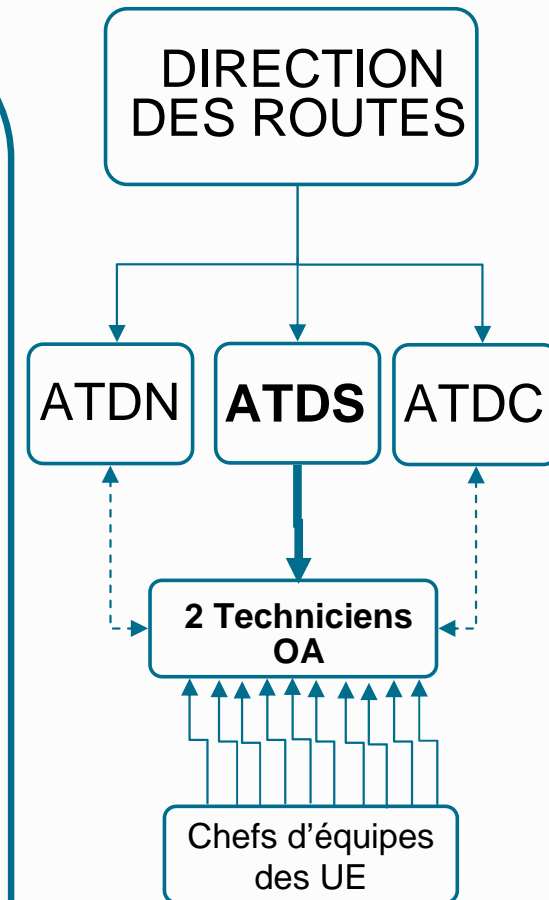 DIRECTION
DES ROUTES
ATDN
ATDS
ATDC
2 Techniciens
OA
Chefs d'équipes
des UE